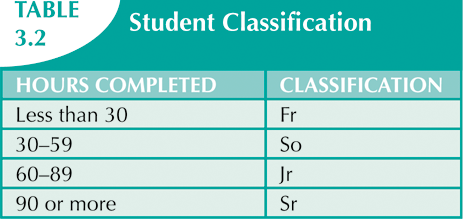 TABLE
3.2
Student Classification
HOURS COMPLETED CLASSIFICATION
Less than 30 Fr
30–59 So
60–89 Jr
90 or more Sr